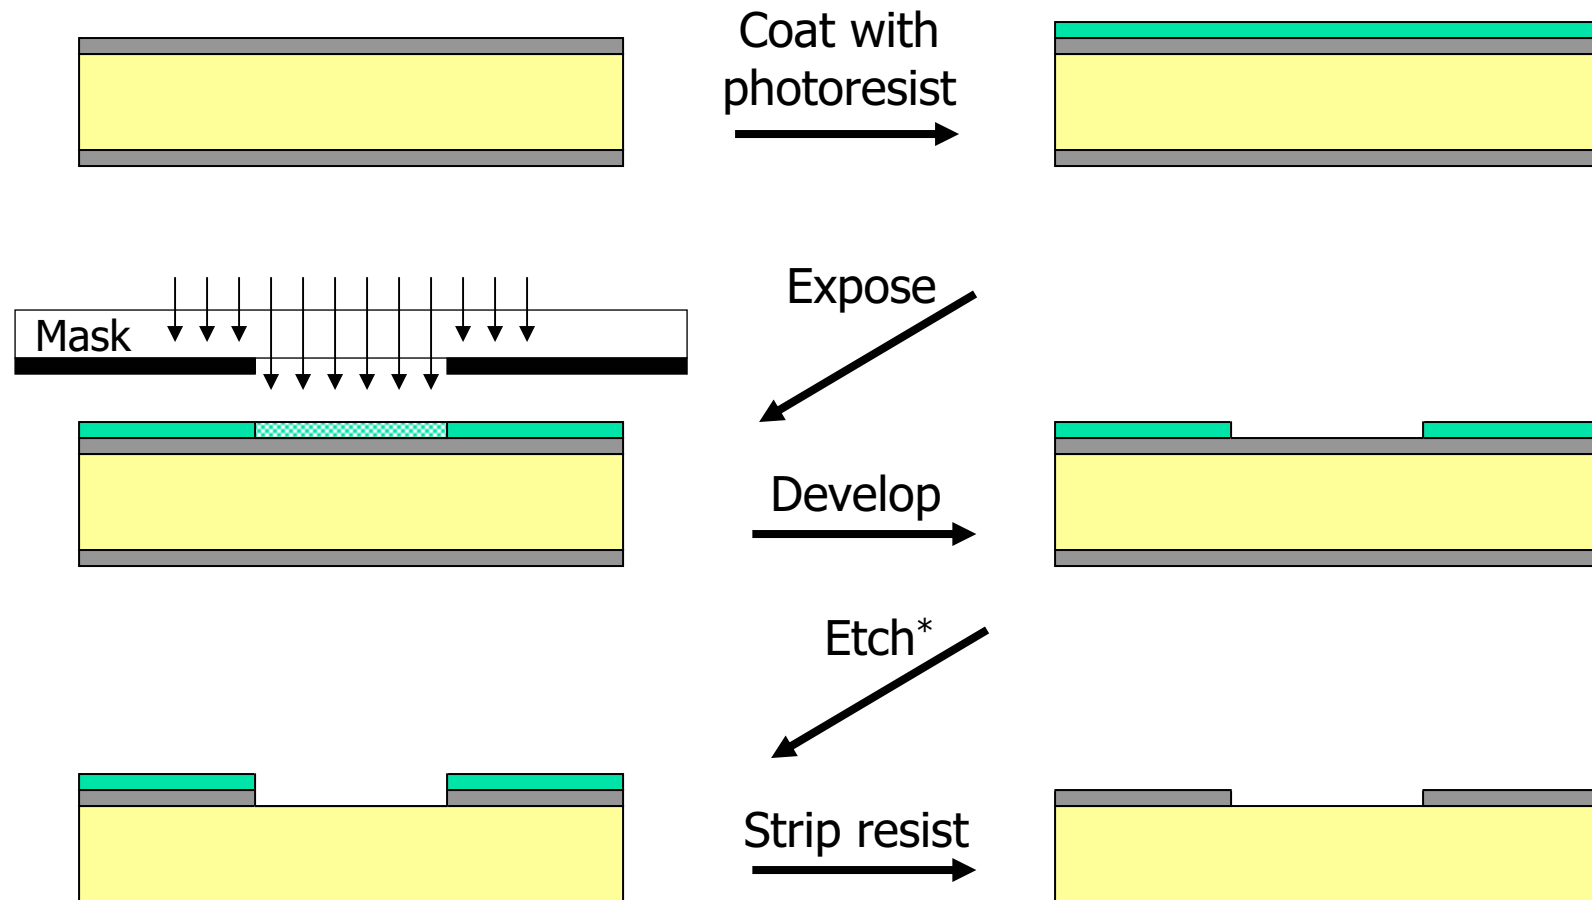 Coat with
photoresist
Expose
Mask
Develop
Etch*
Strip resist